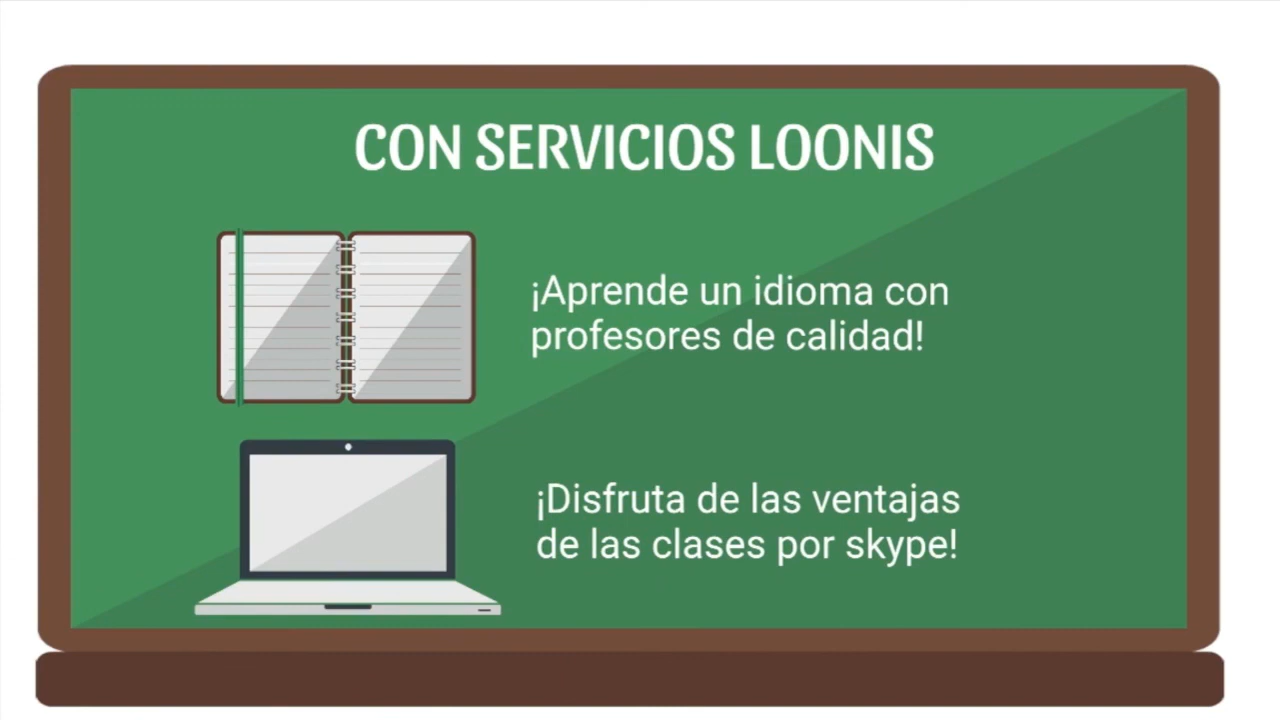 CON SERVICIOS LOONIS
¡Aprende un idioma con
profesores de calidad!
¡Disfruta de las ventajas
de las clases por skype!